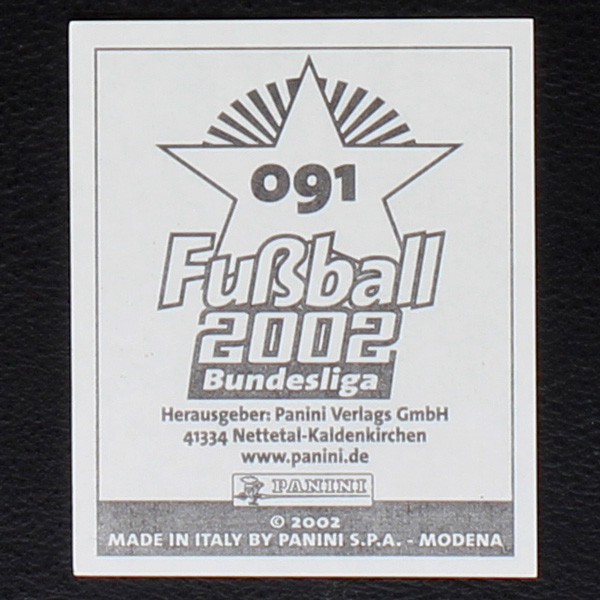 091
Fußball
2002
Bundesliga
Herausgeber: Panini Verlags GmbH
41334 Nettetal-Kaldenkirchen
www.panini.de
PANINI
© 2002
MADE IN ITALY BY PANINI S.P.A. - MODENA